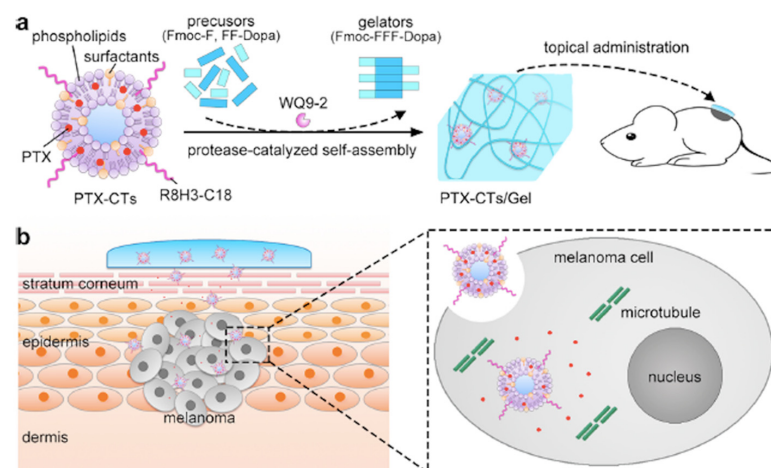 a
phospholipids
surfactants
PTX
PTX-CTs
R8H3-C18
precusors
(Fmoc-F, FF-Dopa)
WQ9-2
gelators
(Fmoc-FFF-Dopa)
protease-catalyzed self-assembly
PTX-CTs/Gel
topical administration
b
stratum corneum
epidermis
melanoma
dermis
melanoma cell
microtubule
nucleus